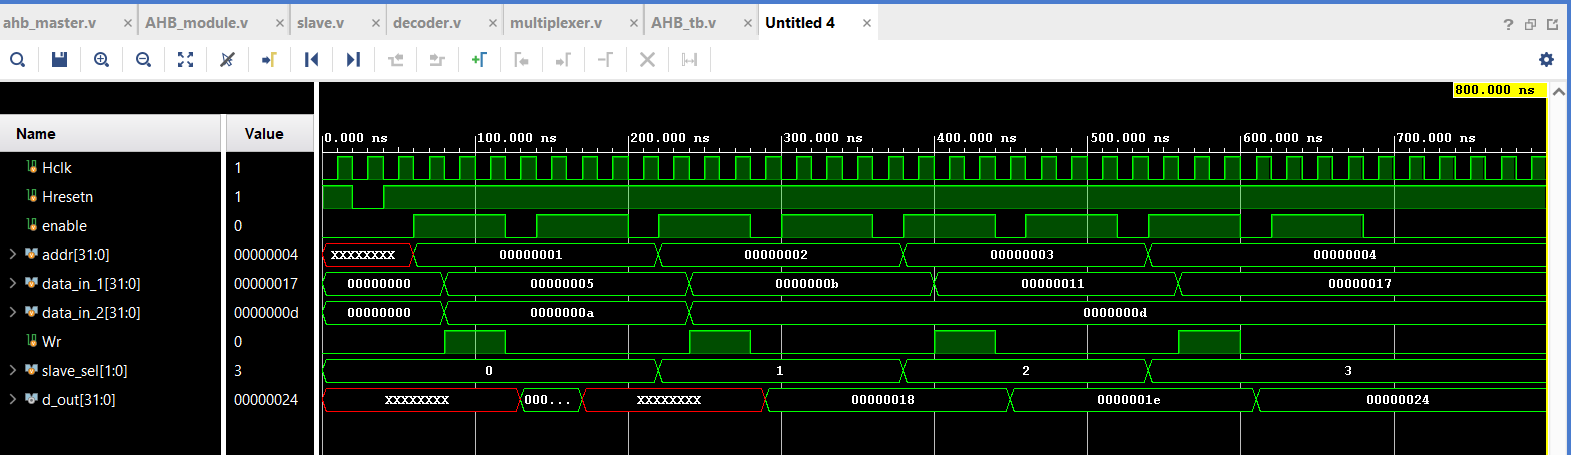 ahb_master.v × AHB_module.v × slave.v × decoder.v × multiplexer.v × AHB_tb.v × Untitled 4 × ?
800.000 ns
Name Value
0.000 ns 100.000 ns 200.000 ns 300.000 ns 400.000 ns 500.000 ns 600.000 ns 700.000 ns
Hclk 1
Hresetn 1
enable 0
addr[31:0] 00000004 XXXXXXXX 00000001 00000002 00000003 00000004
data_in_1[31:0] 00000017 00000000 00000005 0000000b 00000011 00000017
data_in_2[31:0] 0000000d 00000000 0000000a 0000000d
Wr 0
slave_sel[1:0] 3 0 1 2 3
d_out[31:0] 00000024 XXXXXXXX 000... XXXXXXXX 00000018 0000001e 00000024